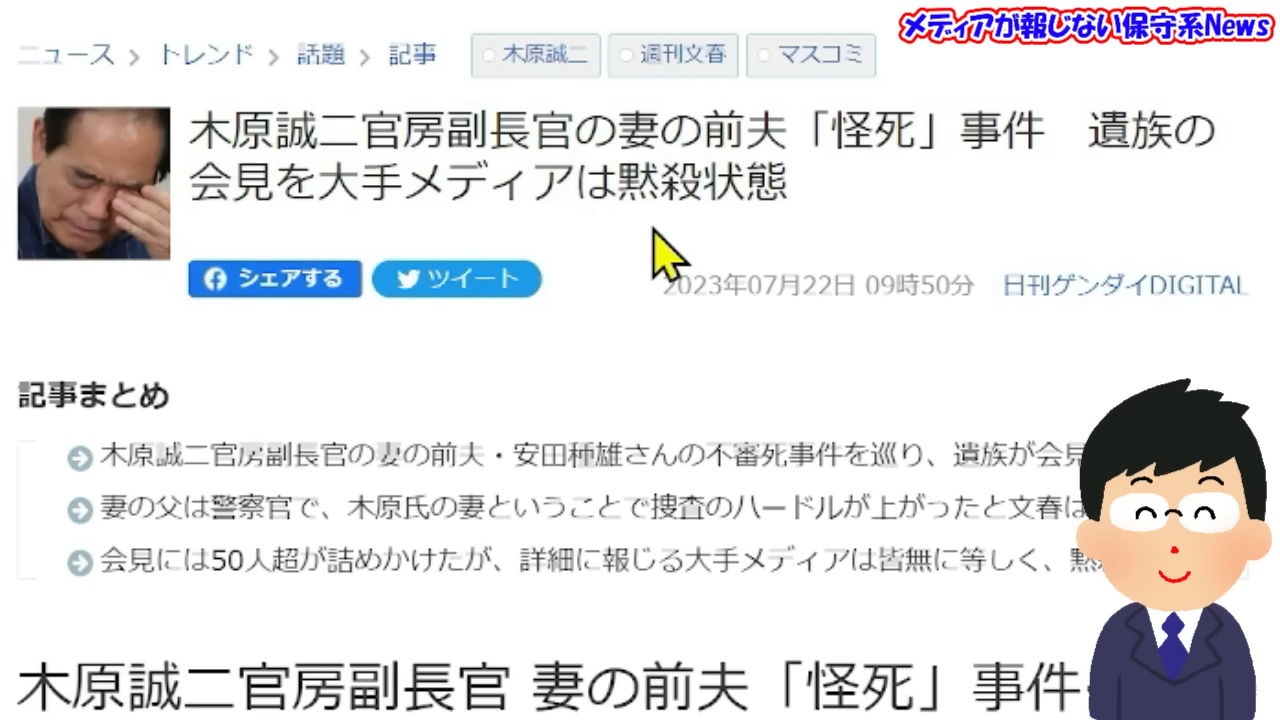 メディアが報じない保守系News
ニュース > トレンド > 話題 > 記事 木原誠二 週刊文春 マスコミ
木原誠二官房副長官の妻の前夫「怪死」事件 遺族の
会見を大手メディアは黙殺状態
シェアする ツイート 2023年07月22日 09時50分 日刊ゲンダイDIGITAL
記事まとめ
木原誠二官房副長官の妻の前夫・安田種雄さんの不審死事件を巡り、遺族が会見
妻の父は警察官で、木原氏の妻ということで捜査のハードルが上がったと文春は
会見には50人超が詰めかけたが、詳細に報じる大手メディアは皆無に等しく、黙
木原誠二官房副長官 妻の前夫「怪死」事件